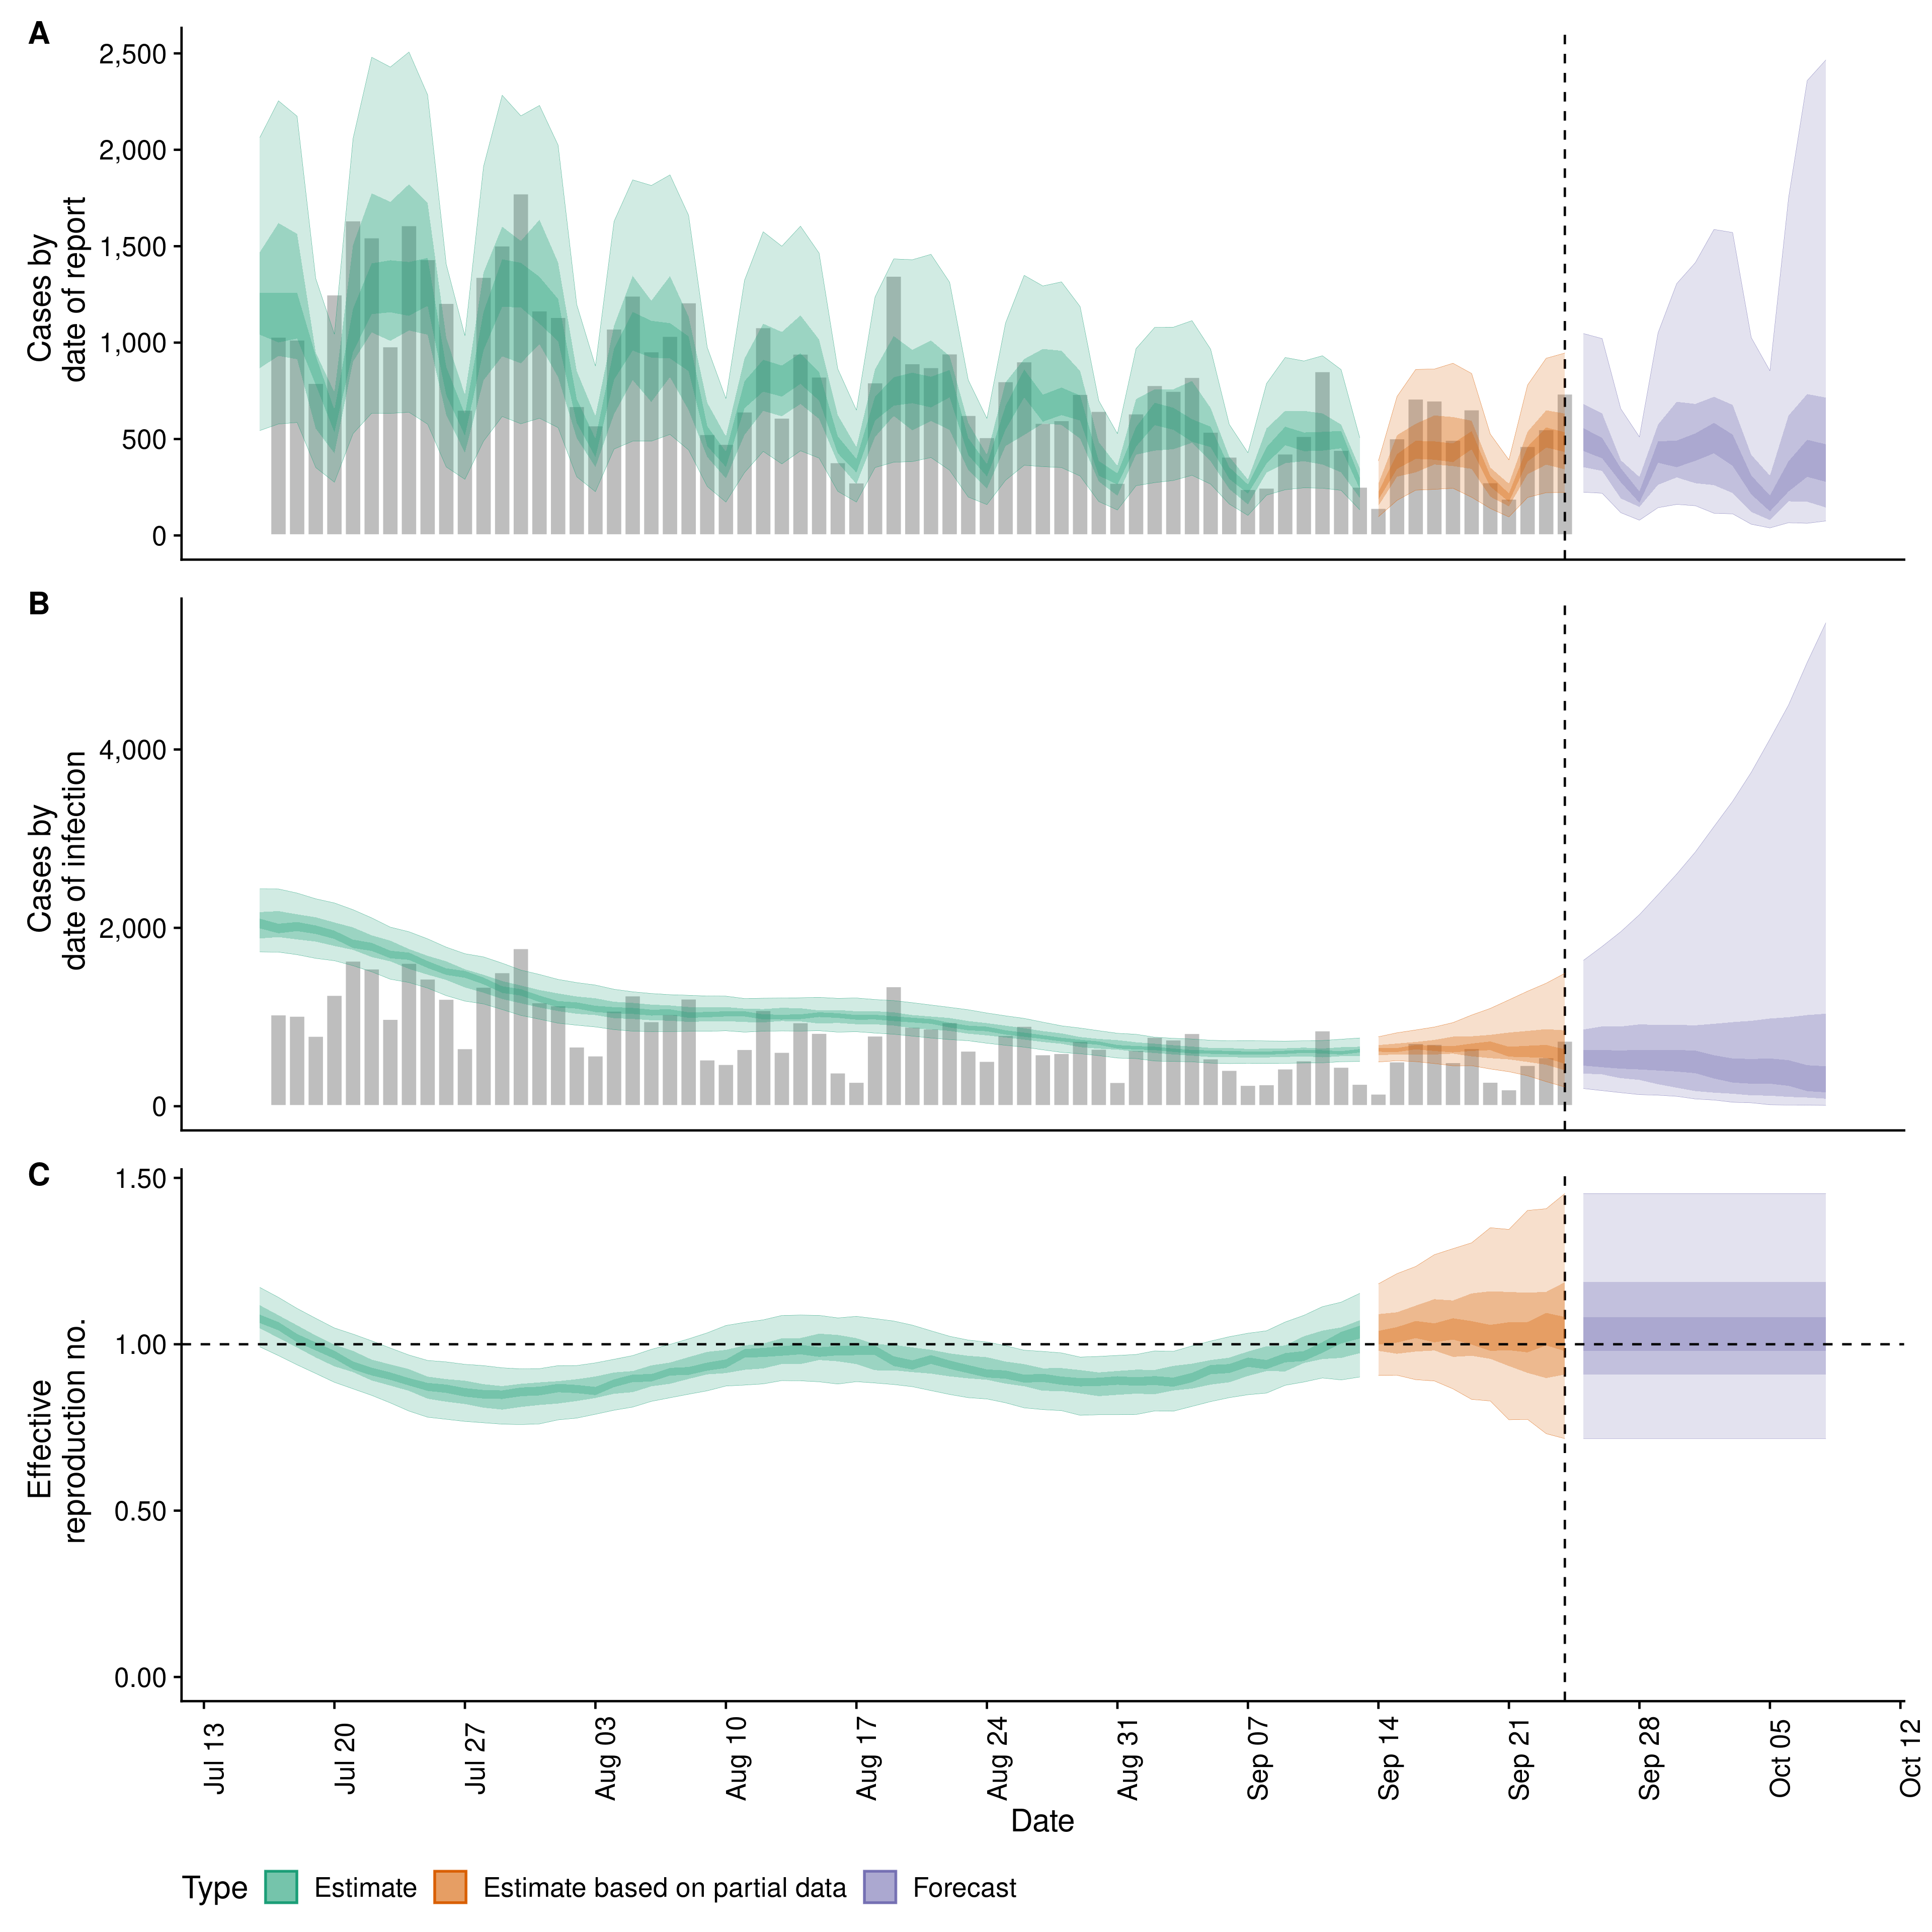 A
Cases by
date of report
2,500
2,000
1,500
1,000
500
0
B
Cases by
date of infection
4,000
2,000
0
C
Effective
reproduction no.
1.50
1.00
0.50
0.00
Jul 13
Jul 20
Jul 27
Aug 03
Aug 10
Aug 17
Aug 24
Aug 31
Sep 07
Sep 14
Sep 21
Sep 28
Oct 05
Oct 12
Date
Type Estimate Estimate based on partial data Forecast